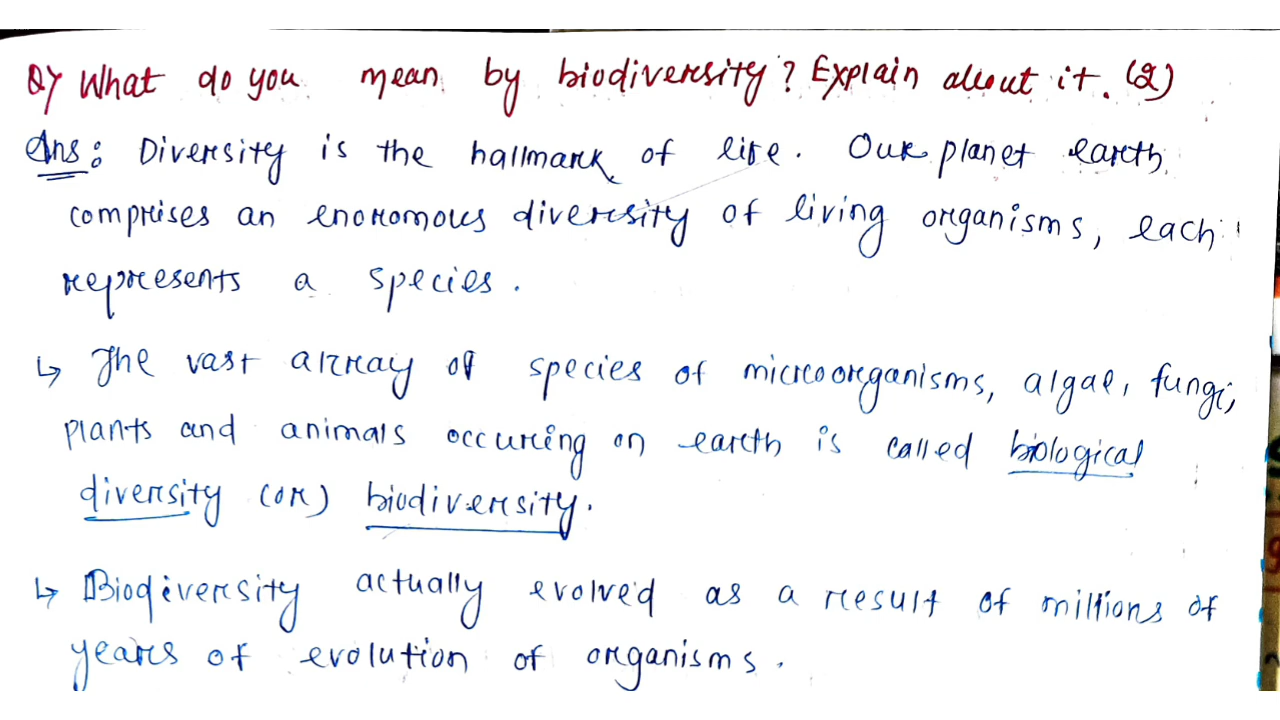 Q) What do you mean by biodiversity? Explain about it. (2)
Ans: Diversity is the hallmark of life. Our planet earth
comprises an enoromous diversity of living organisms, each
represents a species.
↳ The vast array of species of microorganisms, algae, fungi,
plants and animals occuring on earth is called biological
diversity (or) biodiversity.
↳ Biodiversity actually evolved as a result of millions of
years of evolution of organisms.